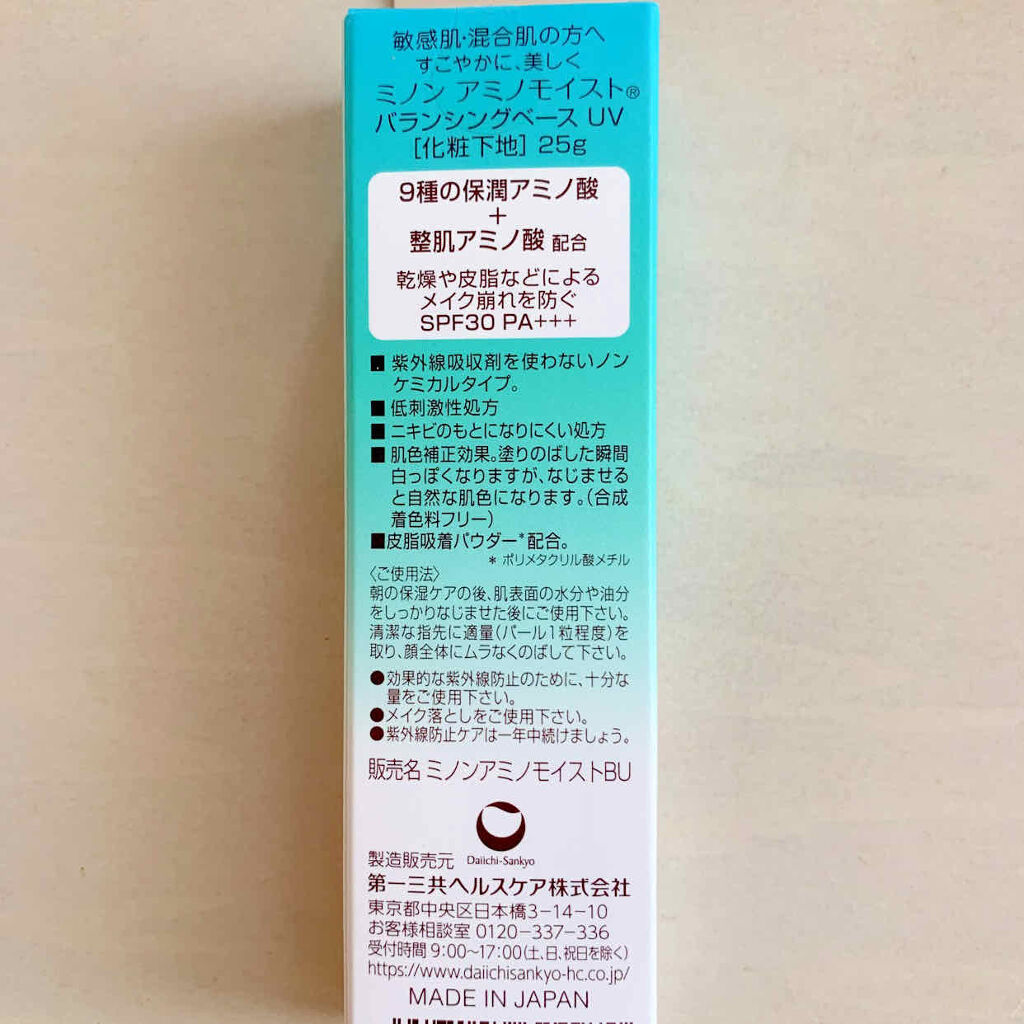 敏感肌・混合肌の方へ
すこやかに、美しく
ミノン アミノモイスト®
バランシングベース UV
［化粧下地］ 25g
9種の保潤アミノ酸
+
整肌アミノ酸 配合
乾燥や皮脂などによる
メイク崩れを防ぐ
SPF30 PA+++
■ 紫外線吸収剤を使わないノン
ケミカルタイプ。
■ 低刺激性処方
■ ニキビのもとになりにくい処方
■ 肌色補正効果。塗りのばした瞬間
白っぽくなりますが、なじませる
と自然な肌色になります。（合成
着色料フリー）
■皮脂吸着パウダー*配合。
* ポリメタクリル酸メチル
〈ご使用法〉
朝の保湿ケアの後、肌表面の水分や油分
をしっかりなじませた後にご使用下さい。
清潔な指先に適量（パール1粒程度）を
取り、顔全体にムラなくのばして下さい。
●効果的な紫外線防止のために、十分な
量をご使用下さい。
●メイク落としをご使用下さい。
●紫外線防止ケアは一年中続けましょう。
販売名 ミノンアミノモイストBU
Daiichi-Sankyo
製造販売元
第一三共ヘルスケア株式会社
東京都中央区日本橋3-14-10
お客様相談室 0120-337-336
受付時間 9:00~17:00（土、日、祝日を除く）
https://www.daiichisankyo-hc.co.jp/
MADE IN JAPAN